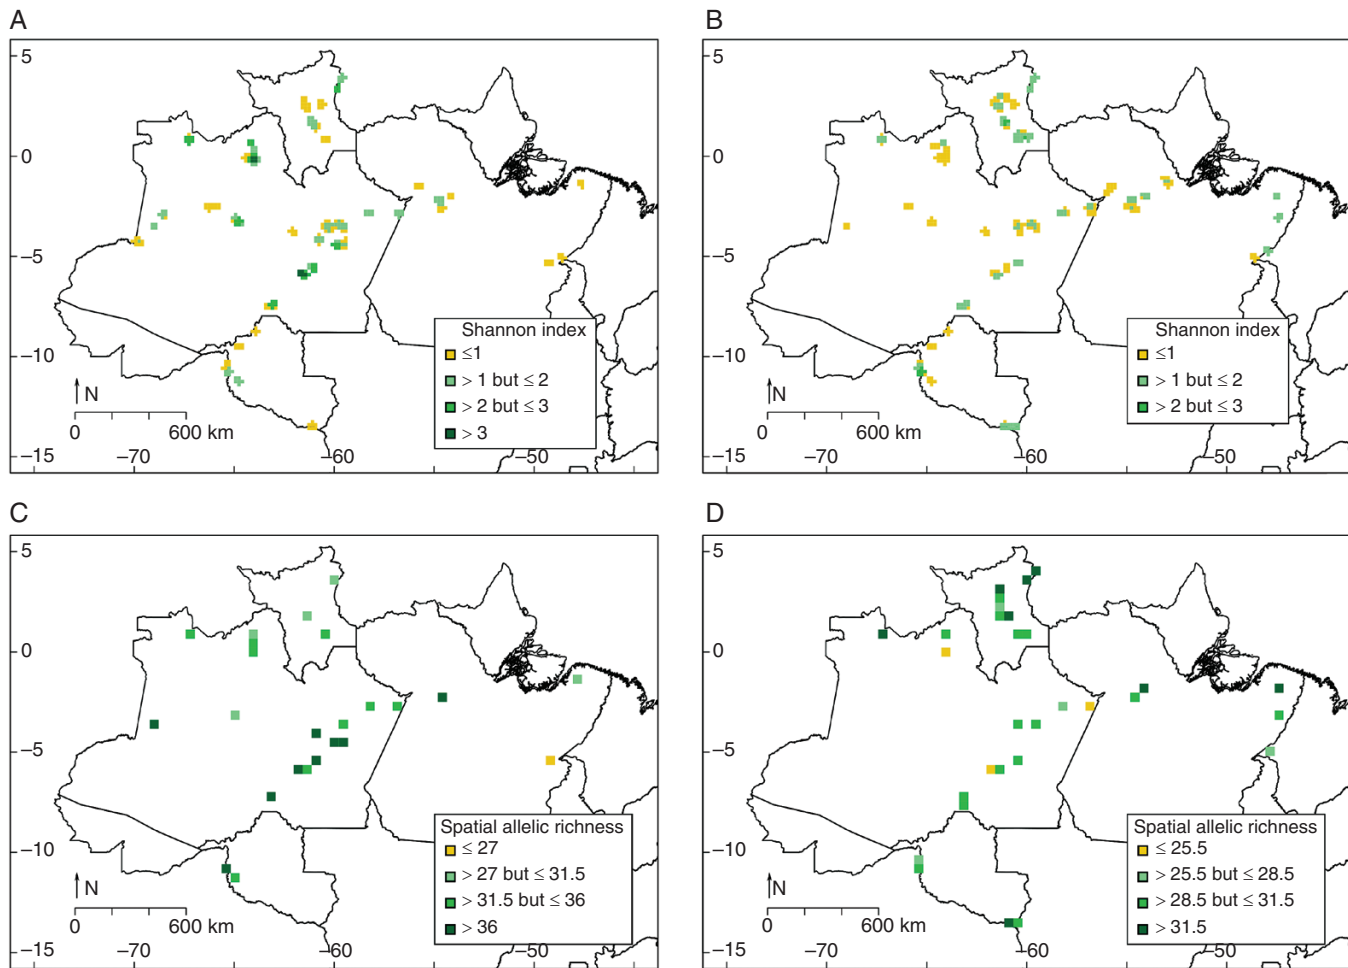 A
5
0
−5
−10
−15
−70
−60
−50
N
0
600 km
Shannon index
≤1
> 1 but ≤ 2
> 2 but ≤ 3
> 3
B
5
0
−5
−10
−15
−70
−60
−50
N
0
600 km
Shannon index
≤1
> 1 but ≤ 2
> 2 but ≤ 3
C
5
0
−5
−10
−15
−70
−60
−50
N
0
600 km
Spatial allelic richness
≤ 27
> 27 but ≤ 31.5
> 31.5 but ≤ 36
> 36
D
5
0
−5
−10
−15
−70
−60
−50
N
0
600 km
Spatial allelic richness
≤ 25.5
> 25.5 but ≤ 28.5
> 28.5 but ≤ 31.5
> 31.5